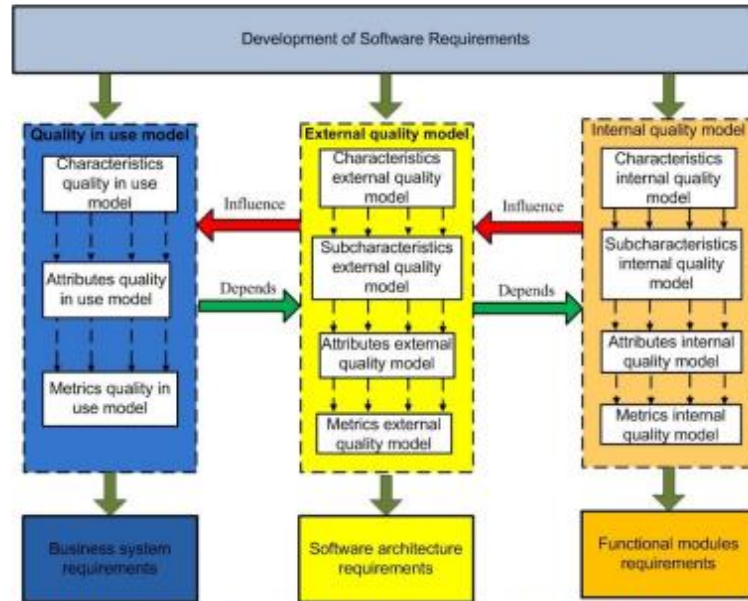 Development of Software Requirements
Quality in use model
Characteristics
quality in use
model
Attributes quality
in use model
Metrics quality in
use model
Business system
requirements
Influence
Depends
External quality model
Characteristics
external quality
model
Subcharacteristics
external quality
model
Attributes external
quality model
Metrics external
quality model
Software architecture
requirements
Influence
Depends
Internal quality model
Characteristics
internal quality
model
Subcharacteristics
internal quality
model
Attributes internal
quality model
Metrics internal
quality model
Functional modules
requirements